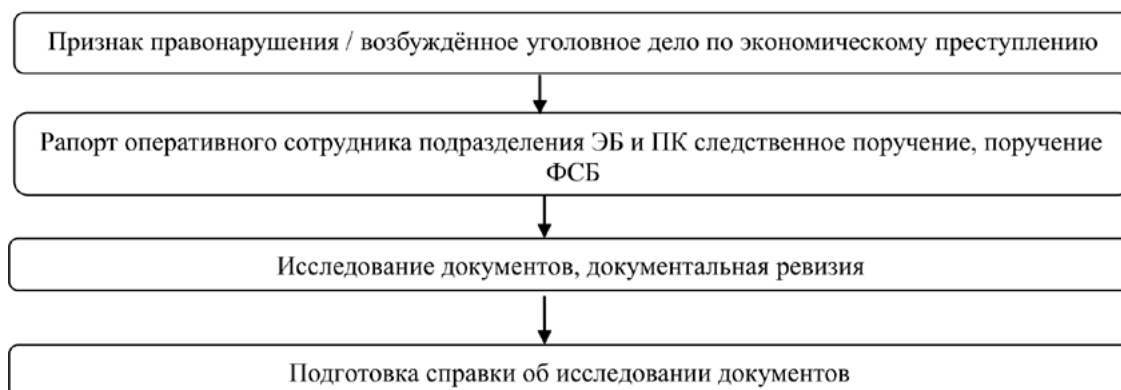 Признак правонарушения / возбуждённое уголовное дело по экономическому преступлению
Рапорт оперативного сотрудника подразделения ЭБ и ПК следственное поручение, поручение
ФСБ
Исследование документов, документальная ревизия
Подготовка справки об исследовании документов